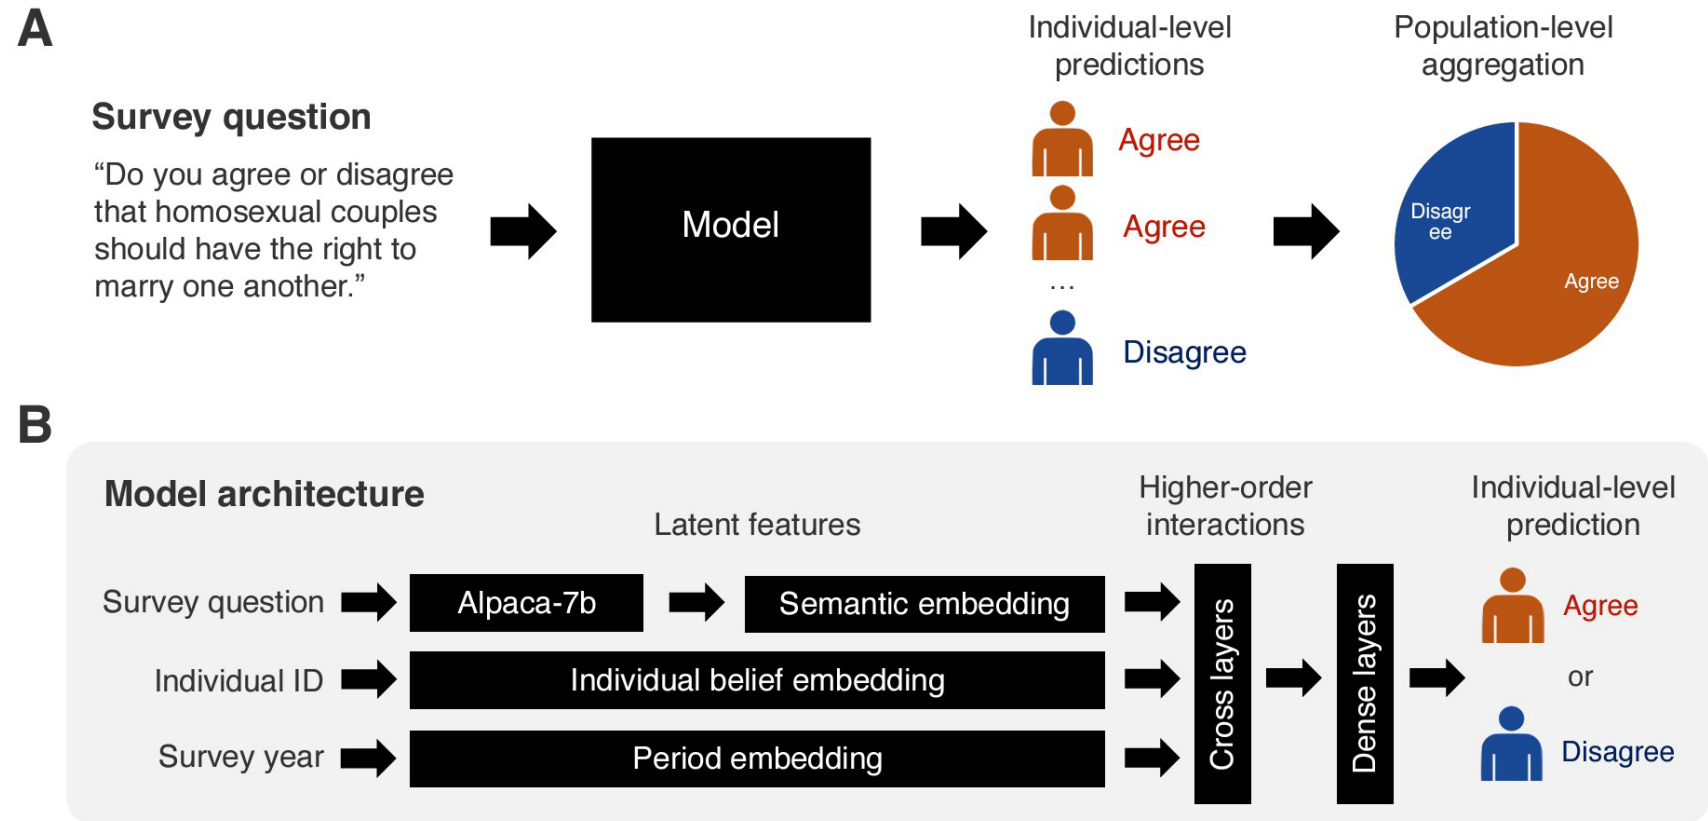 A
Survey question
“Do you agree or disagree
that homosexual couples
should have the right to
marry one another.”
Model
Individual-level
predictions
Agree
Agree
...
Disagree
Population-level
aggregation
Disagr
ee
Agree
B
Model architecture
Latent features
Higher-order
interactions
Individual-level
prediction
Survey question
Alpaca-7b
Semantic embedding
Individual ID
Individual belief embedding
Survey year
Period embedding
Cross layers
Dense layers
Agree
or
Disagree